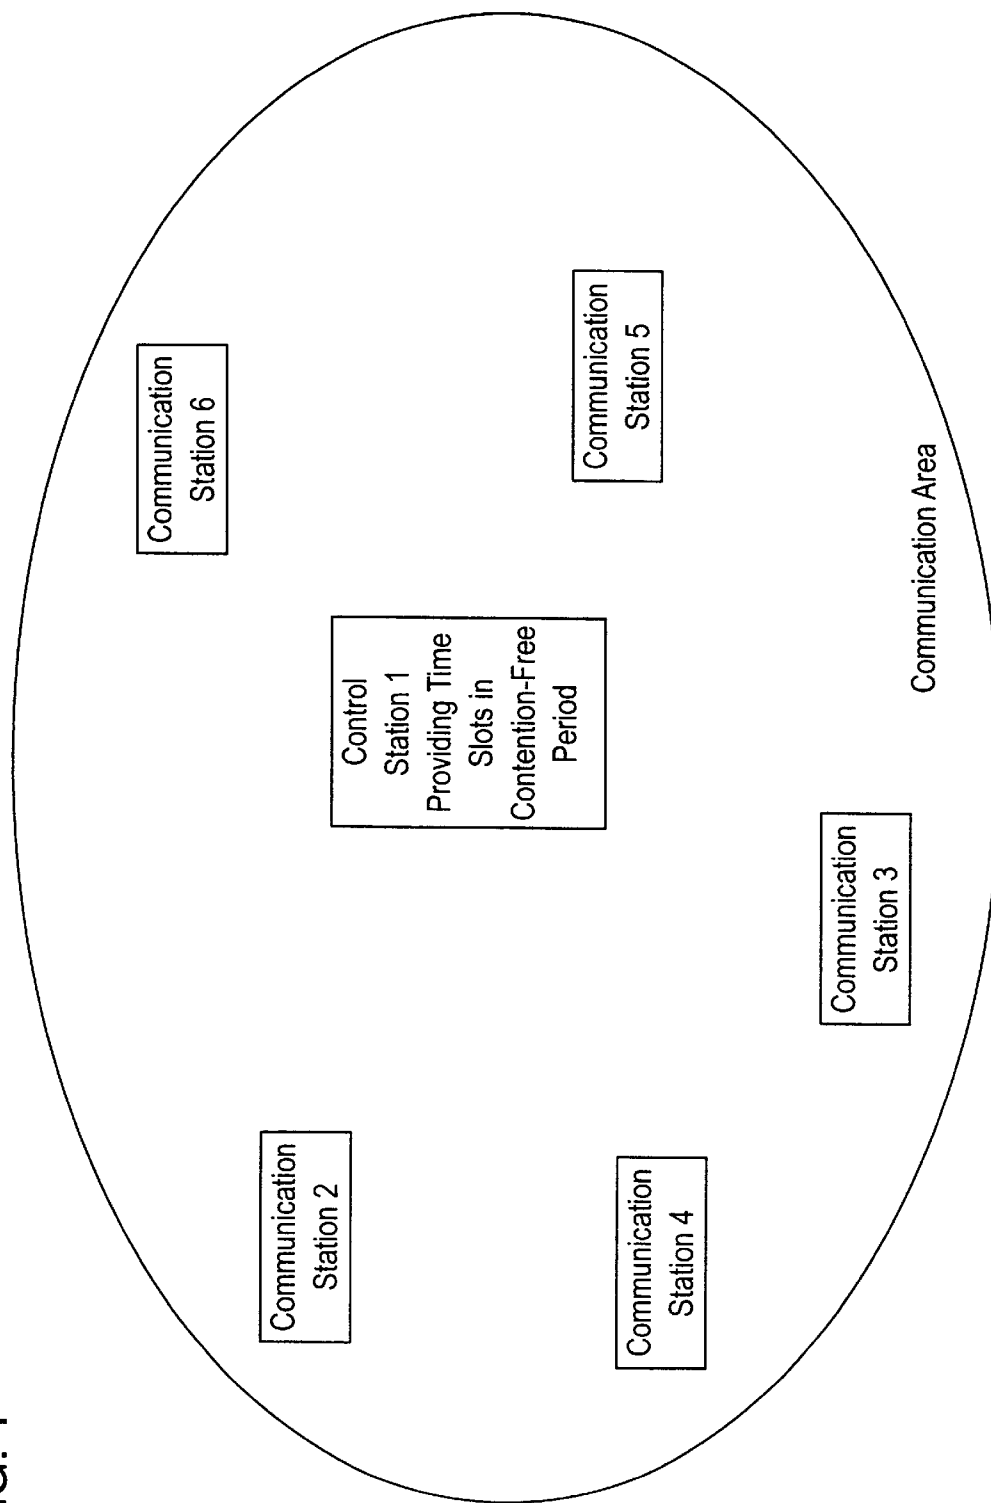 Communication
Station 6
Communication
Station 2
Control
Station 1
Providing Time
Slots in
Contention-Free
Period
Communication
Station 5
Communication
Station 4
Communication
Station 3
Communication Area